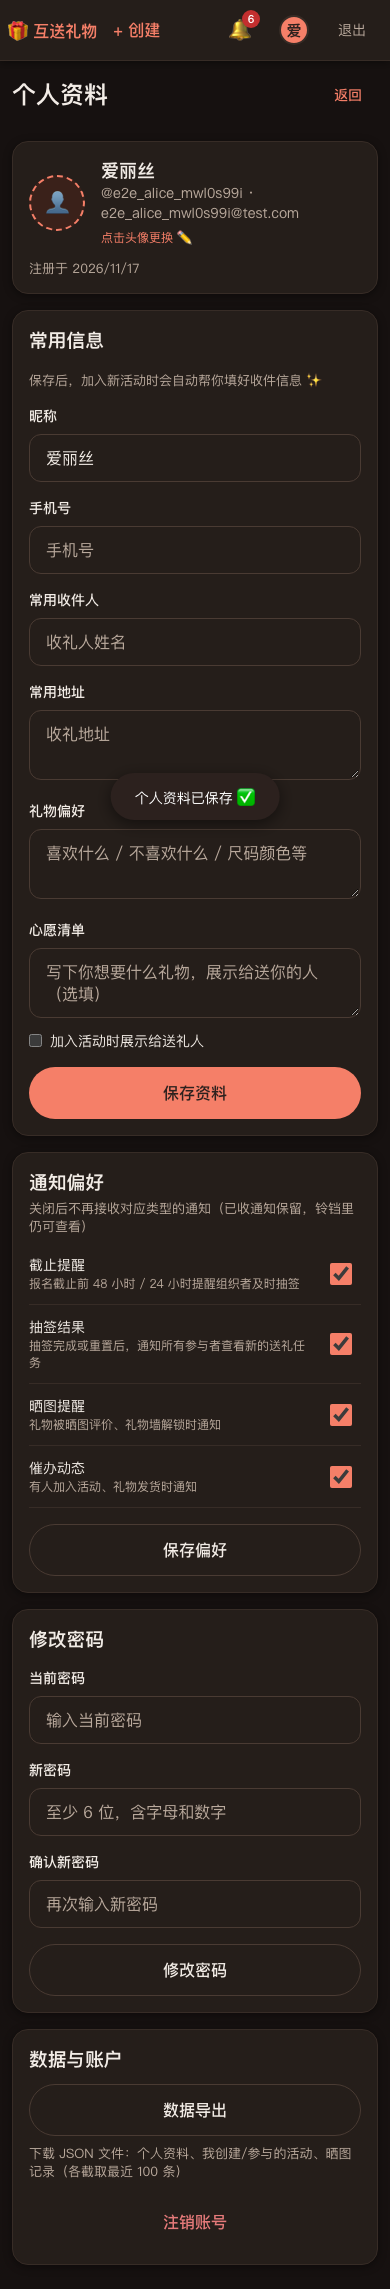 🎁 互送礼物 + 创建 🔔 6 爱 退出
个人资料 返回
爱丽丝
@e2e_alice_mwl0s99i ·
e2e_alice_mwl0s99i@test.com
点击头像更换 ✏️
注册于 2026/11/17
常用信息
保存后，加入新活动时会自动帮你填好收件信息 ✨
昵称
爱丽丝
手机号
手机号
常用收件人
收礼人姓名
常用地址
收礼地址
个人资料已保存 ✅
礼物偏好
喜欢什么 / 不喜欢什么 / 尺码颜色等
心愿清单
写下你想要什么礼物，展示给送你的人
（选填）
加入活动时展示给送礼人
保存资料
通知偏好
关闭后不再接收对应类型的通知（已收通知保留，铃铛里
仍可查看）
截止提醒
报名截止前 48 小时 / 24 小时提醒组织者及时抽签
抽签结果
抽签完成或重置后，通知所有参与者查看新的送礼任
务
晒图提醒
礼物被晒图评价、礼物墙解锁时通知
催办动态
有人加入活动、礼物发货时通知
保存偏好
修改密码
当前密码
输入当前密码
新密码
至少 6 位，含字母和数字
确认新密码
再次输入新密码
修改密码
数据与账户
数据导出
下载 JSON 文件：个人资料、我创建/参与的活动、晒图
记录（各截取最近 100 条）
注销账号